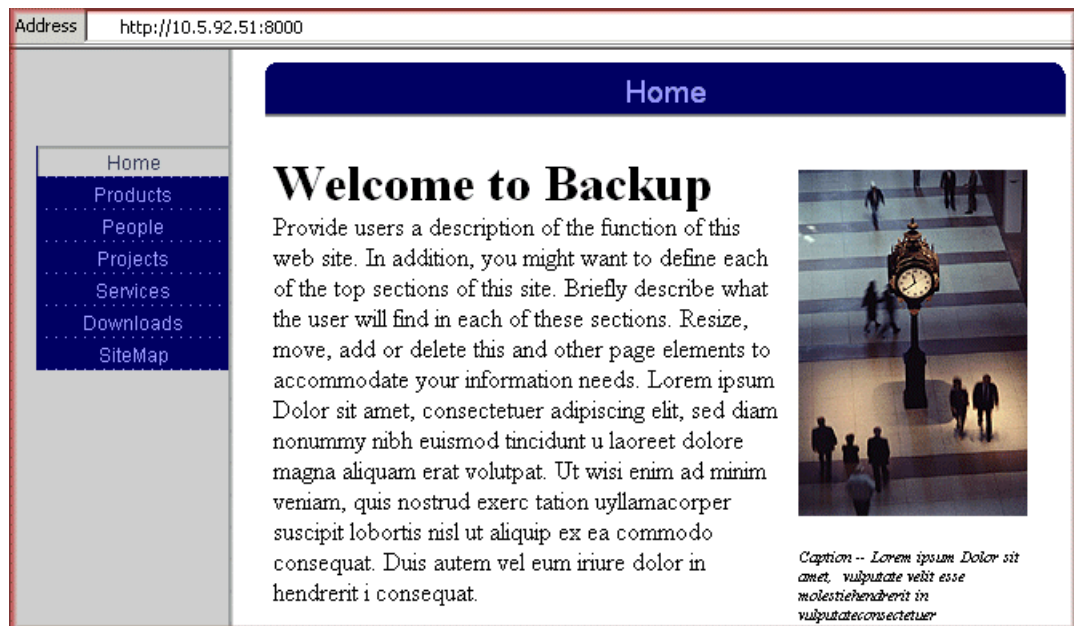 Address http://10.5.92.51:8000
Home
Home
Products
People
Projects
Services
Downloads
SiteMap
Welcome to Backup
Provide users a description of the function of this
web site. In addition, you might want to define each
of the top sections of this site. Briefly describe what
the user will find in each of these sections. Resize,
move, add or delete this and other page elements to
accommodate your information needs. Lorem ipsum
Dolor sit amet, consectetuer adipiscing elit, sed diam
nonummy nibh euismod tincidunt u laoreet dolore
magna aliquam erat volutpat. Ut wisi enim ad minim
veniam, quis nostrud exerc tation uyllamacorper
suscipit lobortis nisl ut aliquip ex ea commodo
consequat. Duis autem vel eum iriure dolor in
hendrerit i consequat.
Caption -- Lorem ipsum Dolor sit
amet, vulputate velit esse
molestiehendrerit in
vulputateconsectetuer